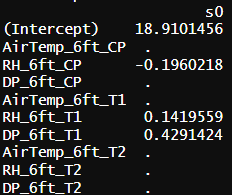 s0
(Intercept) 18.9101456
AirTemp_6ft_CP .
RH_6ft_CP -0.1960218
DP_6ft_CP .
AirTemp_6ft_T1 .
RH_6ft_T1 0.1419559
DP_6ft_T1 0.4291424
AirTemp_6ft_T2 .
RH_6ft_T2 .
DP_6ft_T2 .